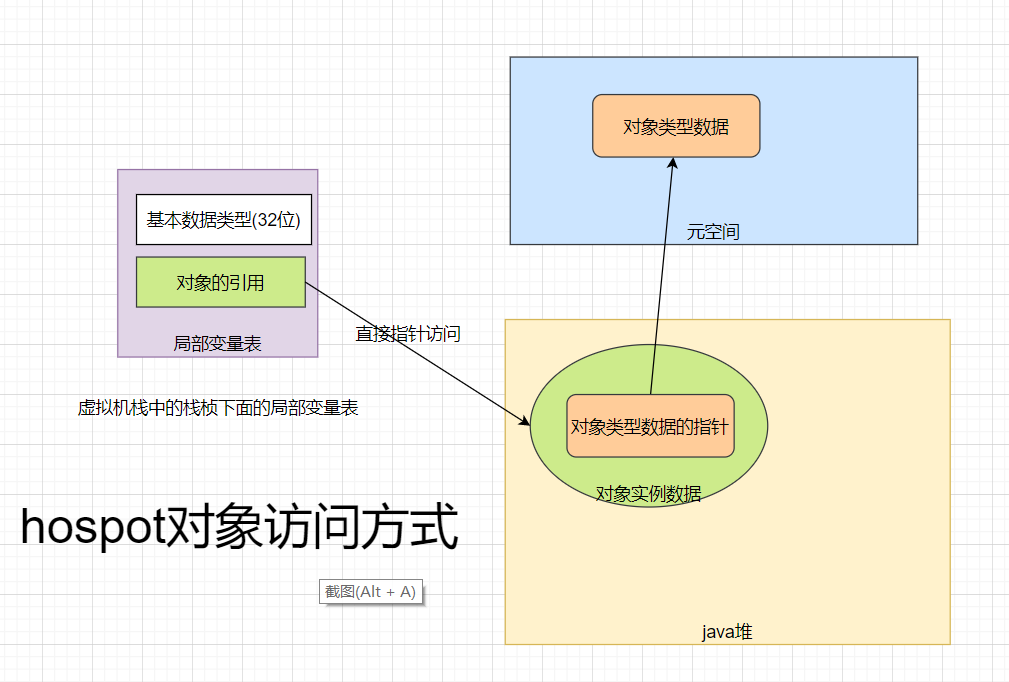 对象类型数据
元空间
基本数据类型(32位)
对象的引用
局部变量表
直接指针访问
虚拟机栈中的栈桢下面的局部变量表
对象类型数据的指针
对象实例数据
hospot对象访问方式
截图(Alt + A)
java堆